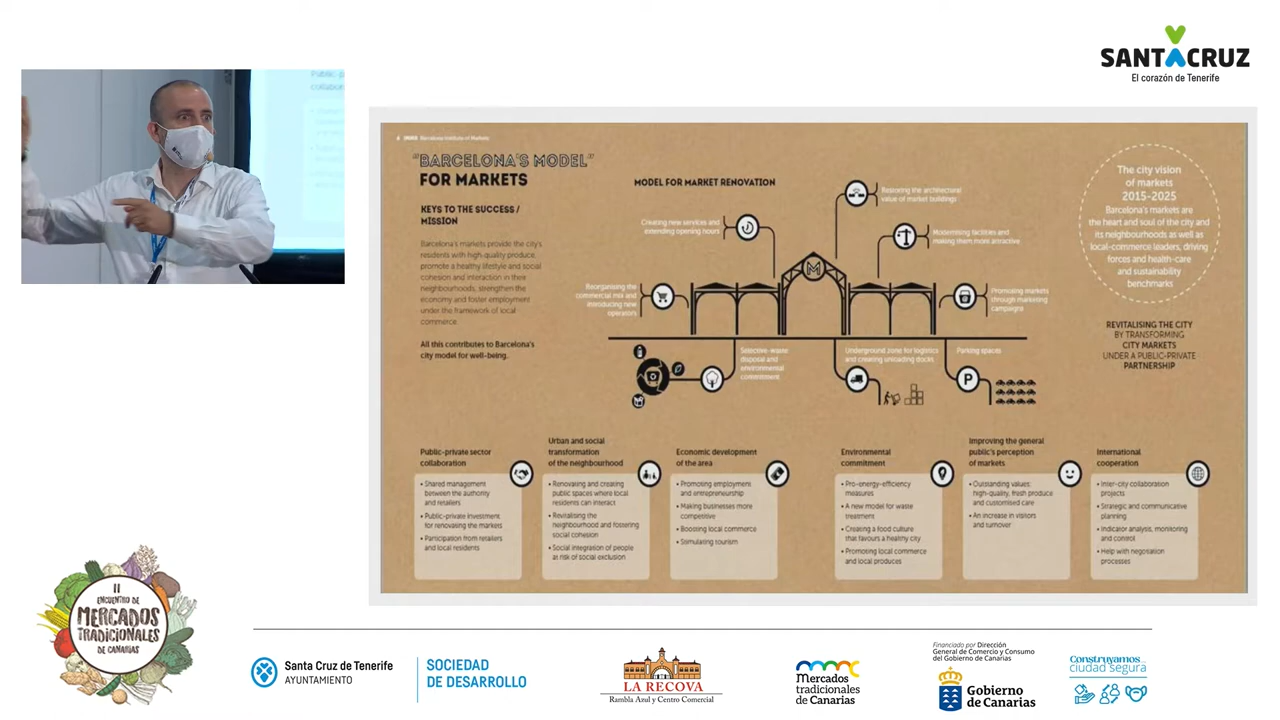 SANTACRUZ
El corazón de Tenerife
Public-p
collabora
6 IMMB Barcelona Institute of Markets
"BARCELONA'S MODEL"
FOR MARKETS
KEYS TO THE SUCCESS /
MISSION
Barcelona's markets provide the city's
residents with high-quality produce,
promote a healthy lifestyle and social
cohesion and interaction in their
neighbourhoods, strengthen the
economy and foster employment
under the framework of local
commerce.
All this contributes to Barcelona's
city model for well-being.
MODEL FOR MARKET RENOVATION
Restoring the architectural
value of market buildings
Creating new services and
extending opening hours
Modernising facilities and
making them more attractive
Reorganising the
commercial mix and
introducing new
operators
Promoting markets
through marketing
campaigns
M
Selective-waste
disposal and
environmental
commitment
Underground zone for logistics
and creating unloading docks
Parking spaces
P
The city vision
of markets
2015-2025
Barcelona's markets are
the heart and soul of the city and
its neighbourhoods as well as
local-commerce leaders, driving
forces and health-care
and sustainability
benchmarks
REVITALISING THE CITY
BY TRANSFORMING
CITY MARKETS
UNDER A PUBLIC-PRIVATE
PARTNERSHIP
Public-private sector
collaboration
• Shared management
between the authority
and retailers
• Public-private investment
for renovating the markets
• Participation from retailers
and local residents
Urban and social
transformation
of the neighbourhood
• Renovating and creating
public spaces where local
residents can interact
• Revitalising the
neighbourhood and fostering
social cohesion
• Social integration of people
at risk of social exclusion
Economic development
of the area
• Promoting employment
and entrepreneurship
• Making businesses more
competitive
• Boosting local commerce
• Stimulating tourism
Environmental
commitment
• Pro-energy-efficiency
measures
• A new model for waste
treatment
• Creating a food culture
that favours a healthy city
• Promoting local commerce
and local produces
Improving the general
public's perception
of markets
• Outstanding values:
high-quality, fresh produce
and customised care
• An increase in visitors
and turnover
International
cooperation
• Inter-city collaboration
projects
• Strategic and communicative
planning
• Indicator analysis, monitoring
and control
• Help with negotiation
processes
II
ENCUENTRO DE
MERCADOS
TRADICIONALES
DE CANARIAS
Santa Cruz de Tenerife
AYUNTAMIENTO
SOCIEDAD
DE DESARROLLO
LA RECOVA
Rambla Azul y Centro Comercial
Mercados
tradicionales
de Canarias
Financiado por Dirección
General de Comercio y Consumo
del Gobierno de Canarias
Gobierno
de Canarias
Construyamos...
ciudad segura